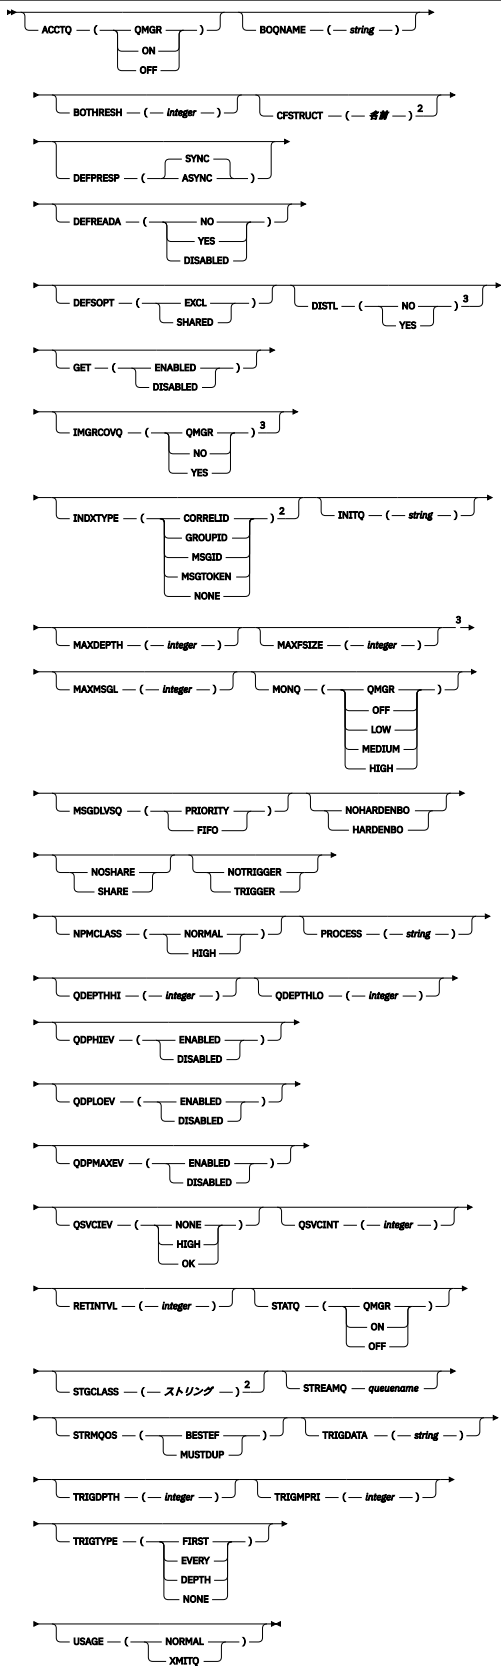 ACCTQ ( QMGR ) BOQNAME ( string )
ON
OFF
BOTHRESH ( integer ) CFSTRUCT ( 名前 ) 2
SYNC
DEFPRESP ( ASYNC )
DEFREADA ( NO )
YES
DISABLED
DEFSOPT ( EXCL ) DISTL ( NO ) 3
SHARED YES
GET ( ENABLED )
DISABLED
IMGRCOVQ ( QMGR ) 3
NO
YES
INDXTYPE ( CORRELID ) 2 INITQ ( string )
GROUPID
MSGID
MSGTOKEN
NONE
MAXDEPTH ( integer ) MAXFSIZE ( integer ) 3
MAXMSGL ( integer ) MONQ ( QMGR )
OFF
LOW
MEDIUM
HIGH
MSGDLVSQ ( PRIORITY ) NOHARDENBO
FIFO HARDENBO
NOSHARE NOTRIGGER
SHARE TRIGGER
NPMCLASS ( NORMAL ) PROCESS ( string )
HIGH
QDEPTHHI ( integer ) QDEPTHLO ( integer )
QDPHIEV ( ENABLED )
DISABLED
QDPLOEV ( ENABLED )
DISABLED
QDPMAXEV ( ENABLED )
DISABLED
QSVCIEV ( NONE ) QSVCINT ( integer )
HIGH
OK
RETINTVL ( integer ) STATQ ( QMGR )
ON
OFF
STGCLASS ( ストリング ) 2 STREAMQ queuename
STRMQOS ( BESTEF ) TRIGDATA ( string )
MUSTDUP
TRIGDPTH ( integer ) TRIGMPRI ( integer )
TRIGTYPE ( FIRST )
EVERY
DEPTH
NONE
USAGE ( NORMAL )
XMITQ